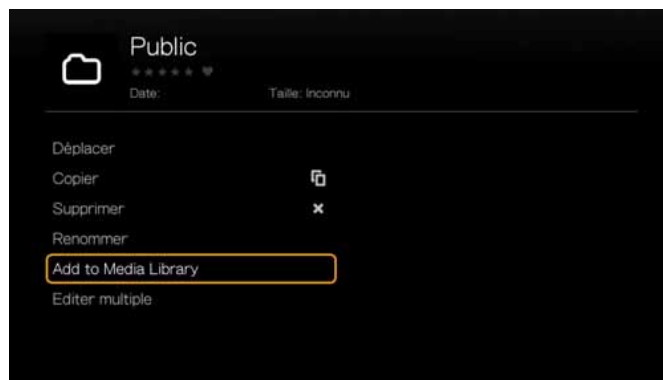 Public
Date: Taille: Inconnu
Déplacer
Copier
Supprimer
Renommer
Add to Media Library
Editer multiple